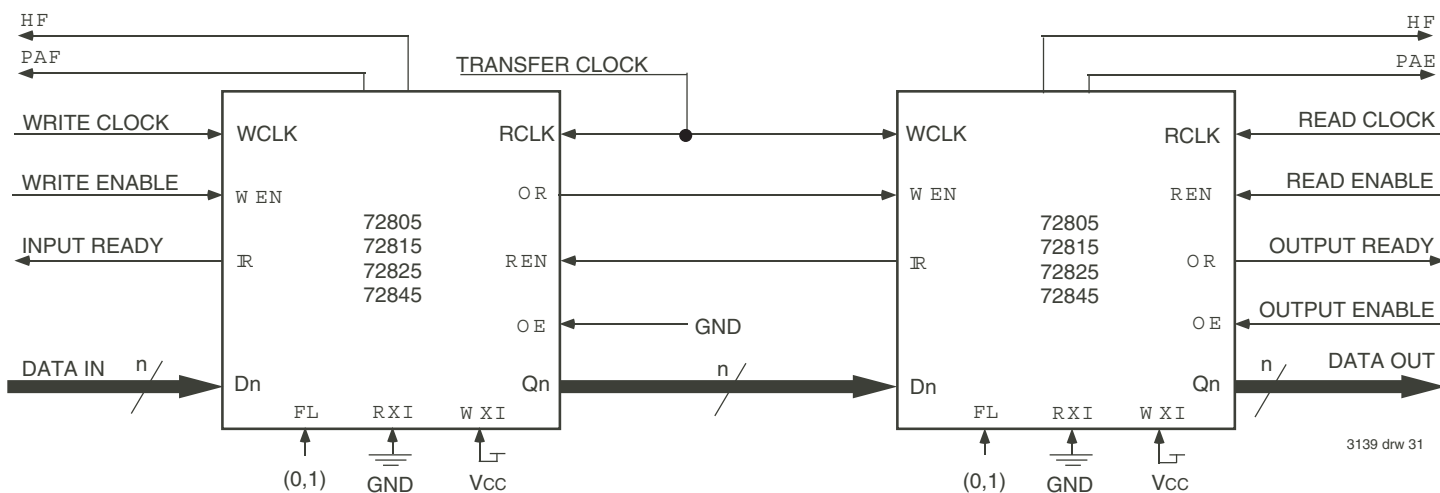 HF
HF
PAF
TRANSFER CLOCK
PAE
WRITE CLOCK
WCLK
RCLK
WCLK
RCLK
READ CLOCK
WRITE ENABLE
WEN
OR
WEN
REN
READ ENABLE
72805
72815
72825
72845
72805
72815
72825
72845
INPUT READY
IR
REN
IR
OR
OUTPUT READY
OE
GND
OE
OUTPUT ENABLE
DATA IN
n
Dn
Qn
n
Dn
Qn
n
DATA OUT
FL
RXI
WXI
FL
RXI
WXI
(0,1)
GND
VCC
(0,1)
GND
VCC
3139 drw 31